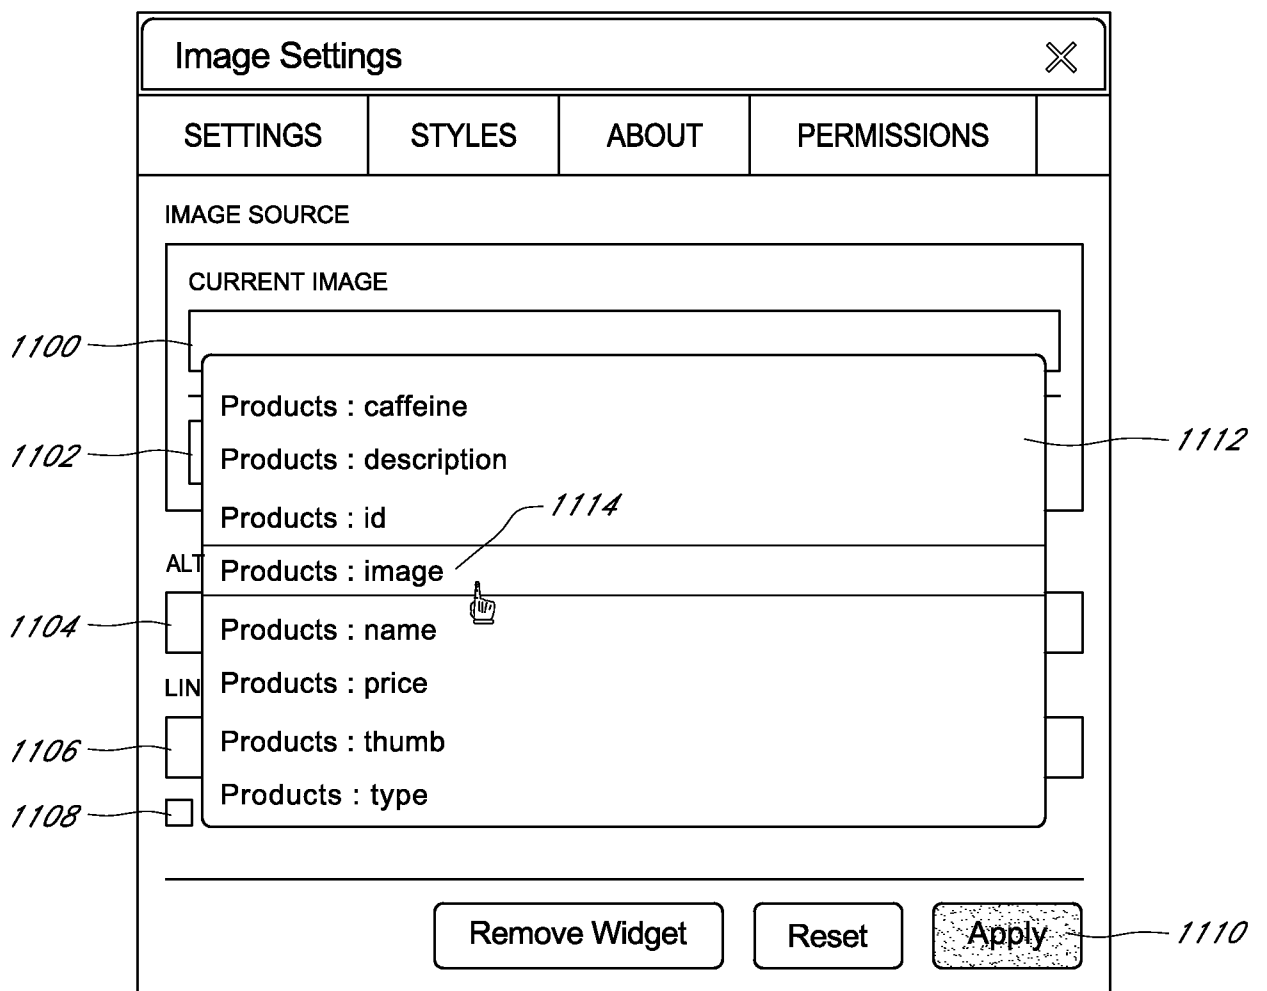 Image Settings
SETTINGS STYLES ABOUT PERMISSIONS
IMAGE SOURCE
CURRENT IMAGE
1100
Products : caffeine
1112
1102
Products : description
1114
Products : id
ALT
Products : image
1104
Products : name
LIN
Products : price
1106
Products : thumb
Products : type
1108
Remove Widget Reset Apply
1110